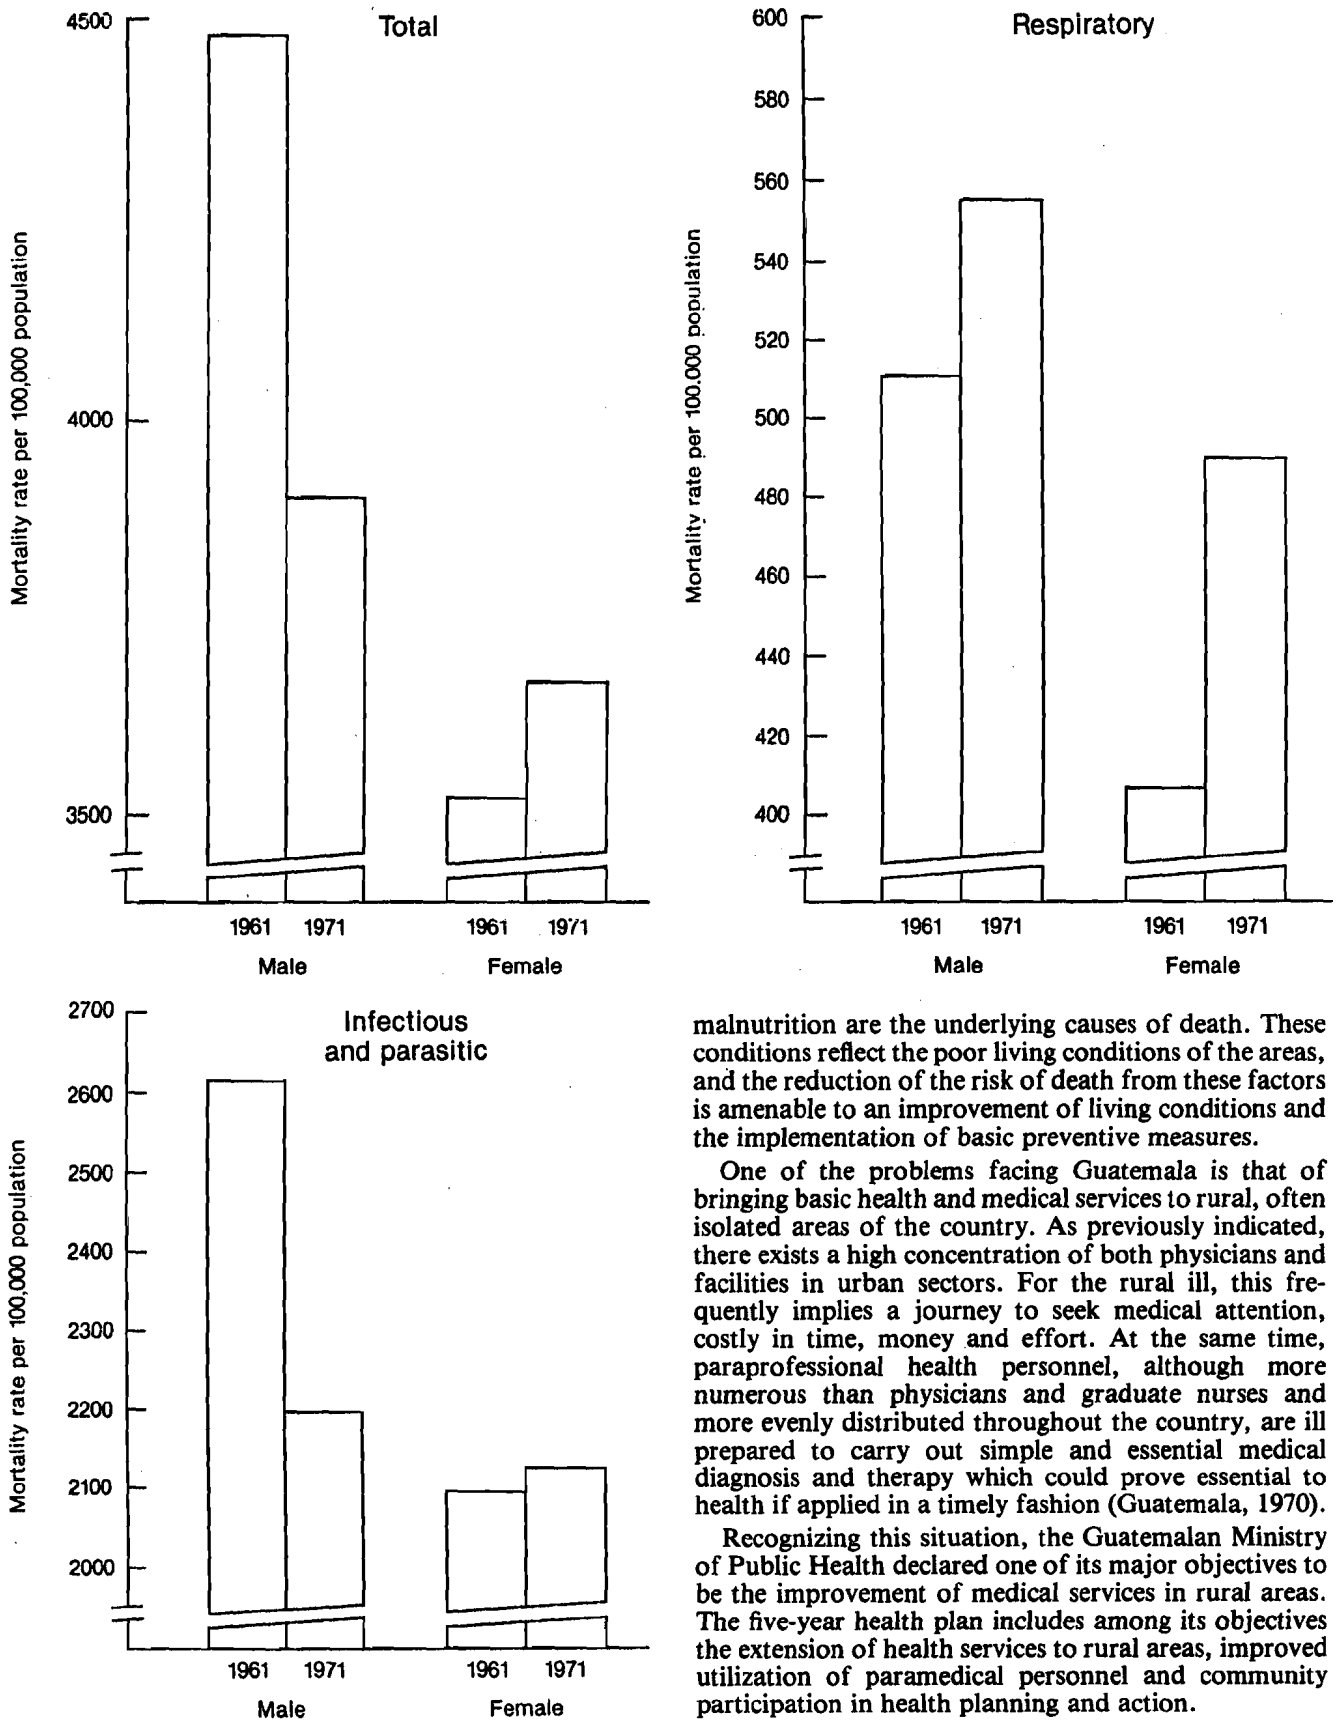 Total
Mortality rate per 100,000 population
4500
4000
3500
1961 1971 1961 1971
Male Female
Respiratory
Mortality rate per 100.000 population
600
580
560
540
520
500
480
460
440
420
400
1961 1971 1961 1971
Male Female
Infectious
and parasitic
Mortality rate per 100,000 population
2700
2600
2500
2400
2300
2200
2100
2000
1961 1971 1961 1971
Male Female
malnutrition are the underlying causes of death. These
conditions reflect the poor living conditions of the areas,
and the reduction of the risk of death from these factors
is amenable to an improvement of living conditions and
the implementation of basic preventive measures.
One of the problems facing Guatemala is that of
bringing basic health and medical services to rural, often
isolated areas of the country. As previously indicated,
there exists a high concentration of both physicians and
facilities in urban sectors. For the rural ill, this fre-
quently implies a journey to seek medical attention,
costly in time, money and effort. At the same time,
paraprofessional health personnel, although more
numerous than physicians and graduate nurses and
more evenly distributed throughout the country, are ill
prepared to carry out simple and essential medical
diagnosis and therapy which could prove essential to
health if applied in a timely fashion (Guatemala, 1970).
Recognizing this situation, the Guatemalan Ministry
of Public Health declared one of its major objectives to
be the improvement of medical services in rural areas.
The five-year health plan includes among its objectives
the extension of health services to rural areas, improved
utilization of paramedical personnel and community
participation in health planning and action.